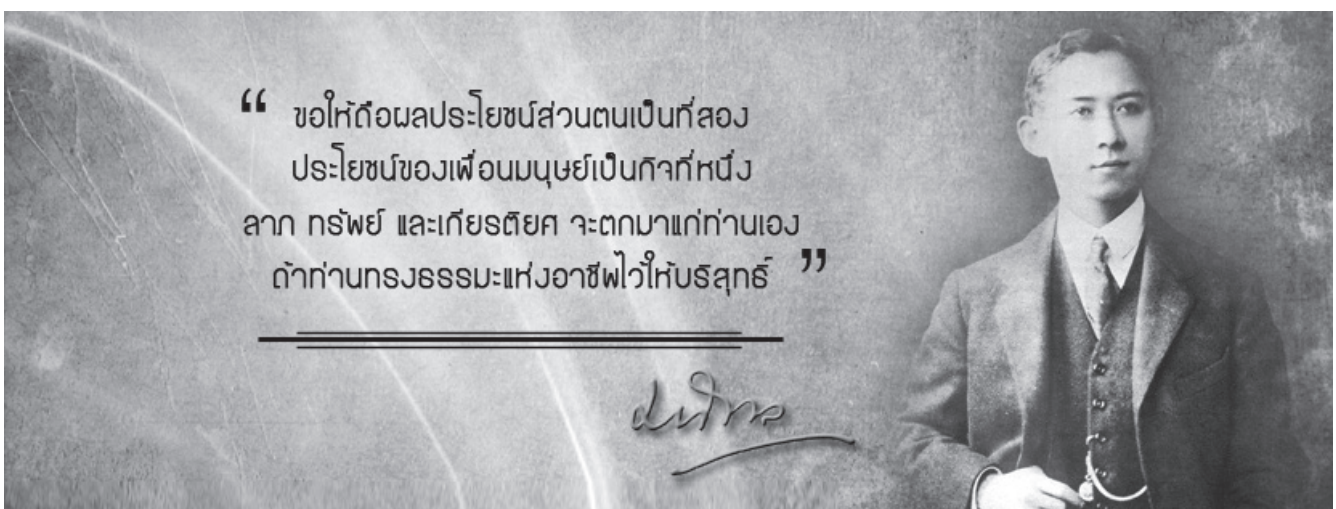 “ ขอให้ถือผลประโยชน์ส่วนตนเป็นที่สอง
ประโยชน์ของเพื่อนมนุษย์เป็นกิจที่หนึ่ง
ลาภ ทรัพย์ และเกียรติยศ จะตกมาแก่ท่านเอง
ถ้าท่านทรงธรรมะแห่งอาชีพไว้ให้บริสุทธิ์ ”